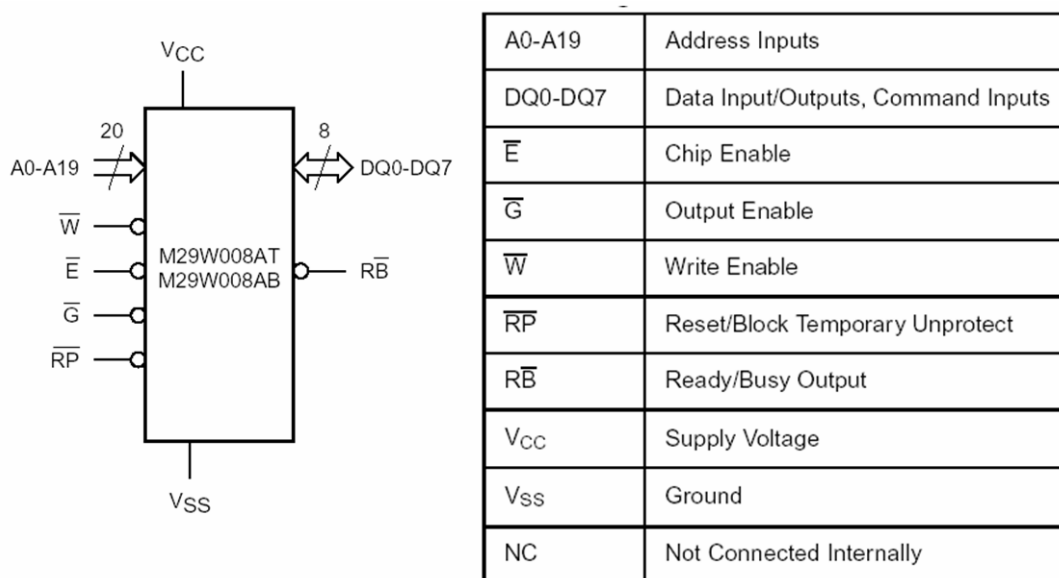 VCC
20
8
A0-A19
DQ0-DQ7
W̅
E̅
M29W008AT
M29W008AB
RB̅
G̅
R̅P̅
VSS
A0-A19 Address Inputs
DQ0-DQ7 Data Input/Outputs, Command Inputs
E̅ Chip Enable
G̅ Output Enable
W̅ Write Enable
R̅P̅ Reset/Block Temporary Unprotect
RB̅ Ready/Busy Output
VCC Supply Voltage
VSS Ground
NC Not Connected Internally